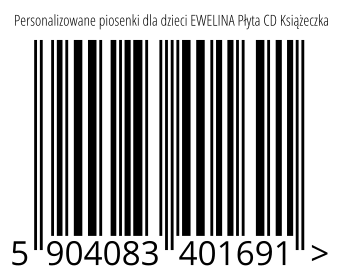 Personalizowane piosenki dla dzieci EWELINA Płyta CD Książeczka
5 904083 401691 >